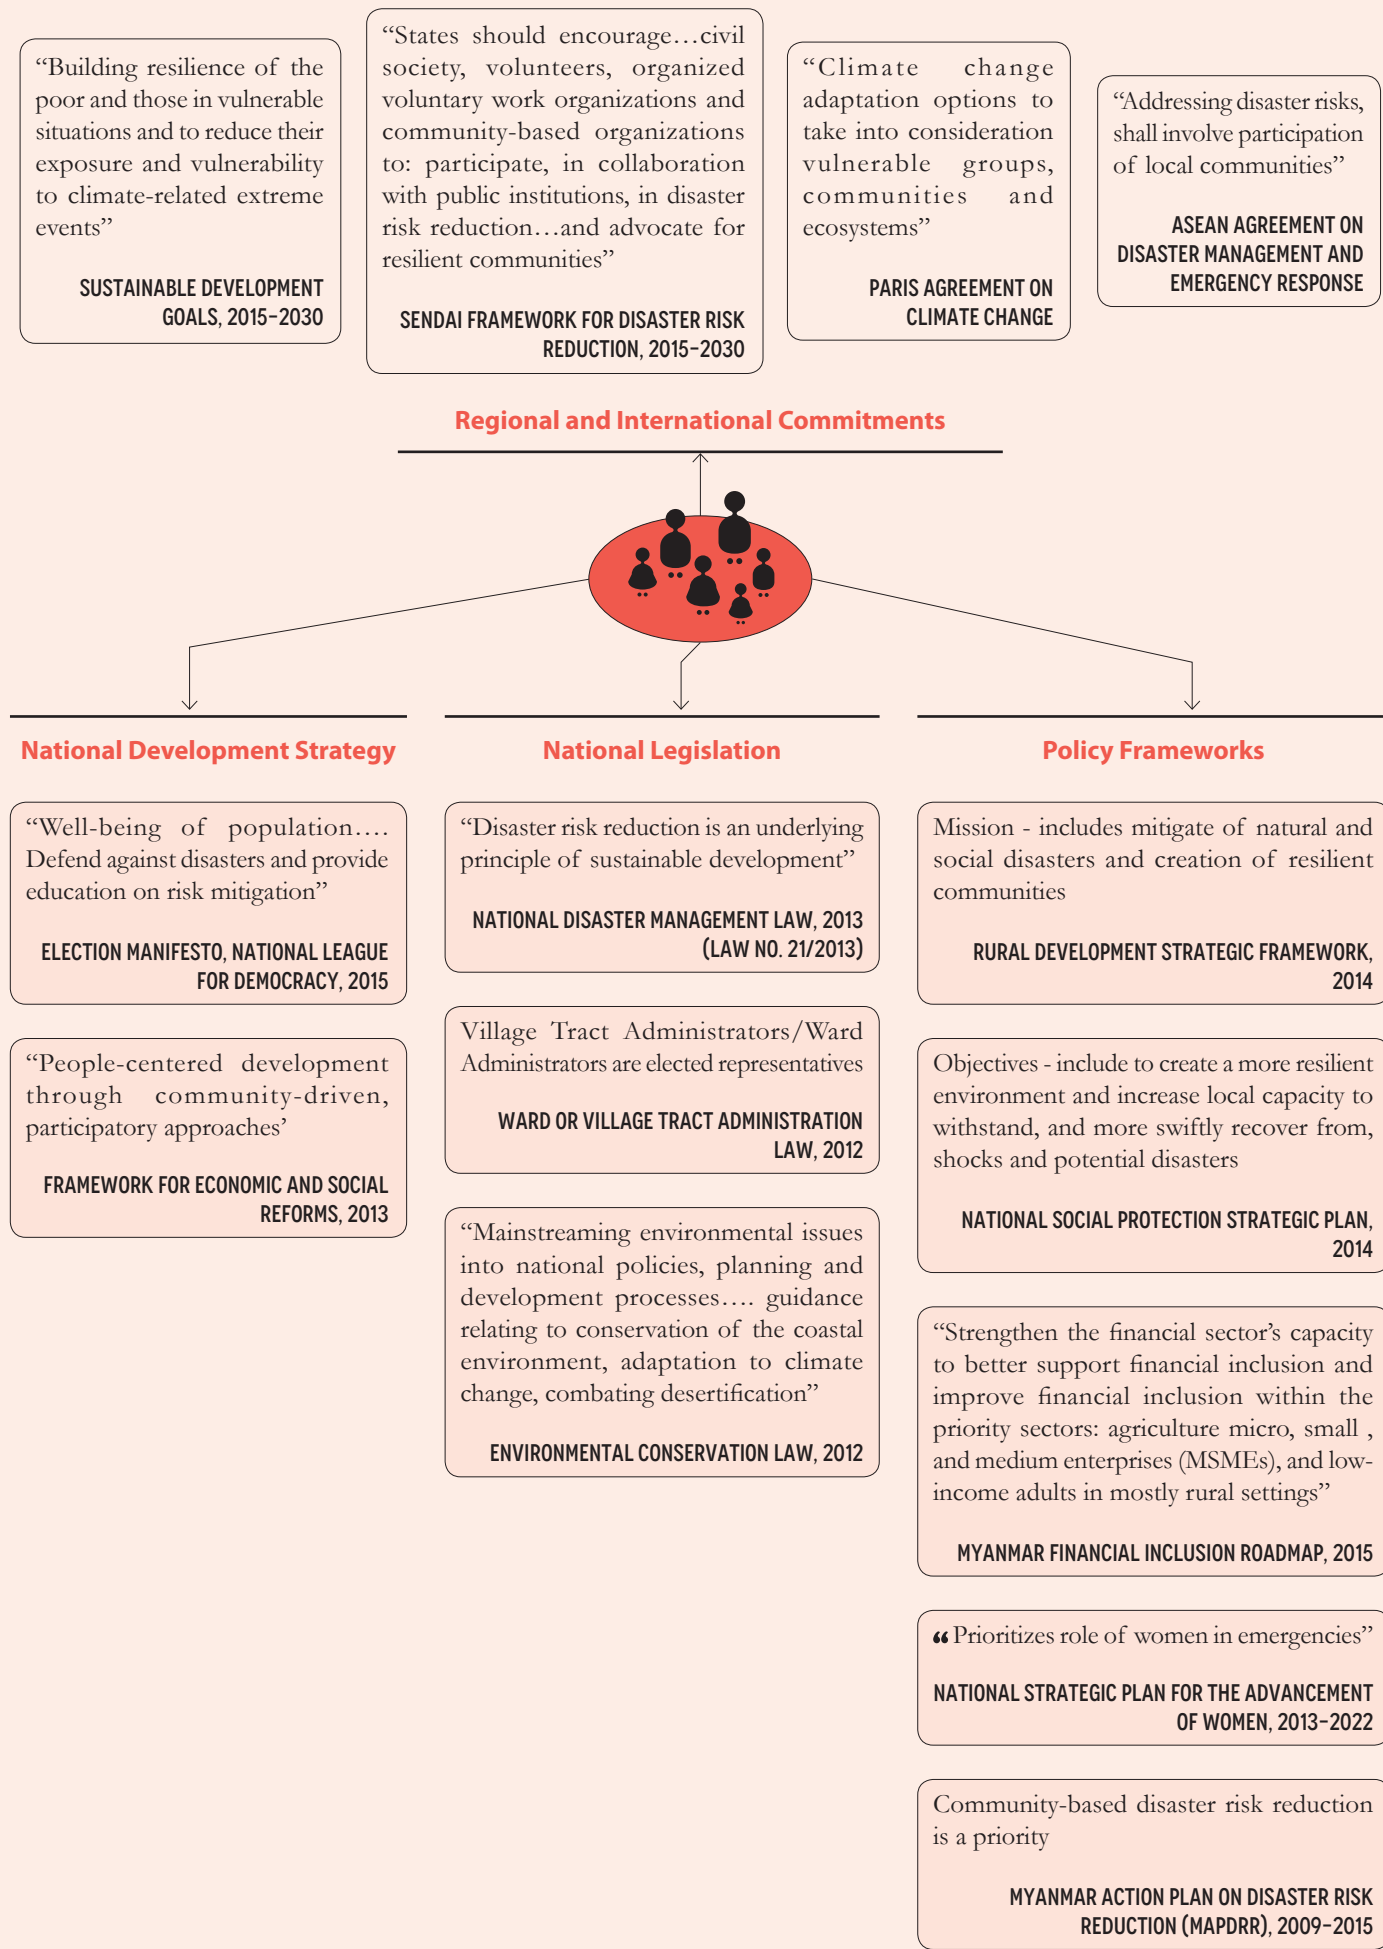 “Building resilience of the
poor and those in vulnerable
situations and to reduce their
exposure and vulnerability
to climate-related extreme
events”
SUSTAINABLE DEVELOPMENT
GOALS, 2015–2030
“States should encourage…civil
society, volunteers, organized
voluntary work organizations and
community-based organizations
to: participate, in collaboration
with public institutions, in disaster
risk reduction…and advocate for
resilient communities”
SENDAI FRAMEWORK FOR DISASTER RISK
REDUCTION, 2015–2030
“Climate change
adaptation options to
take into consideration
vulnerable groups,
communities and
ecosystems”
PARIS AGREEMENT ON
CLIMATE CHANGE
“Addressing disaster risks,
shall involve participation
of local communities”
ASEAN AGREEMENT ON
DISASTER MANAGEMENT AND
EMERGENCY RESPONSE
Regional and International Commitments
National Development Strategy
“Well-being of population….
Defend against disasters and provide
education on risk mitigation”
ELECTION MANIFESTO, NATIONAL LEAGUE
FOR DEMOCRACY, 2015
“People-centered development
through community-driven,
participatory approaches’
FRAMEWORK FOR ECONOMIC AND SOCIAL
REFORMS, 2013
National Legislation
“Disaster risk reduction is an underlying
principle of sustainable development”
NATIONAL DISASTER MANAGEMENT LAW, 2013
(LAW NO. 21/2013)
Village Tract Administrators/Ward
Administrators are elected representatives
WARD OR VILLAGE TRACT ADMINISTRATION
LAW, 2012
“Mainstreaming environmental issues
into national policies, planning and
development processes…. guidance
relating to conservation of the coastal
environment, adaptation to climate
change, combating desertification”
ENVIRONMENTAL CONSERVATION LAW, 2012
Policy Frameworks
Mission - includes mitigate of natural and
social disasters and creation of resilient
communities
RURAL DEVELOPMENT STRATEGIC FRAMEWORK,
2014
Objectives - include to create a more resilient
environment and increase local capacity to
withstand, and more swiftly recover from,
shocks and potential disasters
NATIONAL SOCIAL PROTECTION STRATEGIC PLAN,
2014
“Strengthen the financial sector’s capacity
to better support financial inclusion and
improve financial inclusion within the
priority sectors: agriculture micro, small ,
and medium enterprises (MSMEs), and low-
income adults in mostly rural settings”
MYANMAR FINANCIAL INCLUSION ROADMAP, 2015
“ Prioritizes role of women in emergencies”
NATIONAL STRATEGIC PLAN FOR THE ADVANCEMENT
OF WOMEN, 2013–2022
Community-based disaster risk reduction
is a priority
MYANMAR ACTION PLAN ON DISASTER RISK
REDUCTION (MAPDRR), 2009–2015